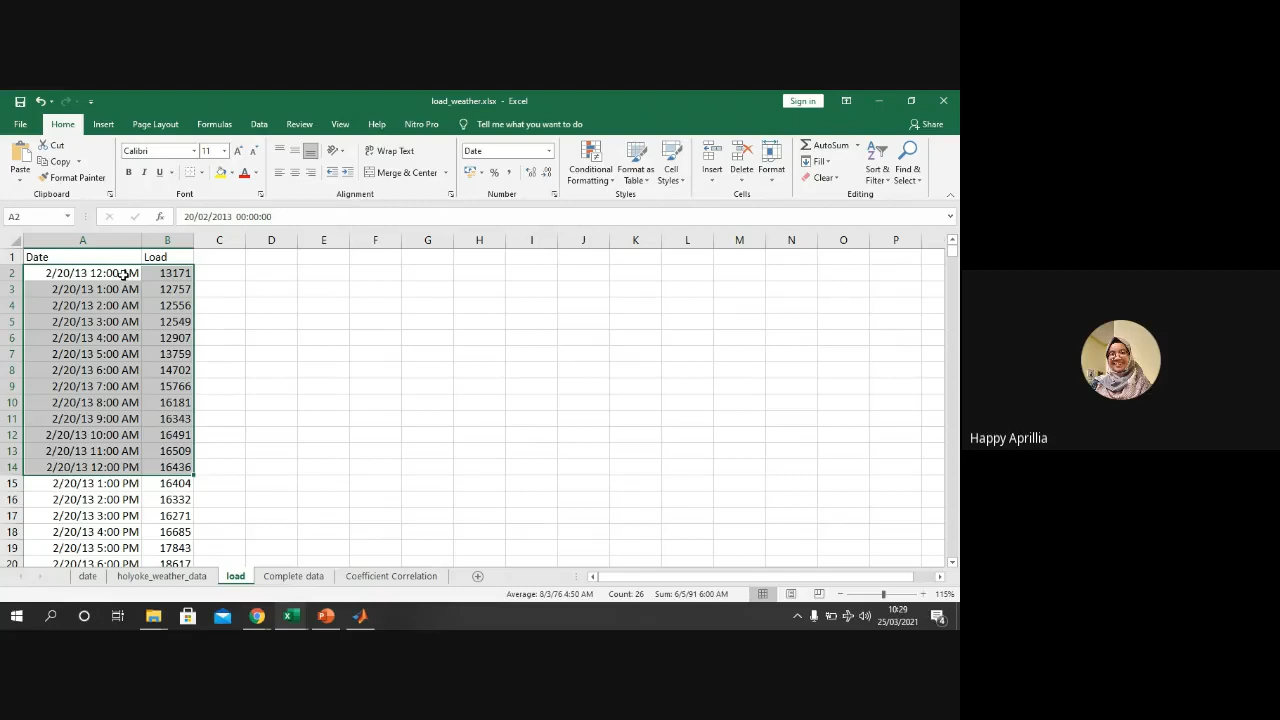 load_weather.xlsx - Excel
Sign in
File Home Insert Page Layout Formulas Data Review View Help Nitro Pro Tell me what you want to do Share
Paste
Cut
Copy
Format Painter
Clipboard
Calibri 11
B I U
Font
Wrap Text
Merge & Center
Alignment
Date
Number
Conditional Formatting
Format as Table
Cell Styles
Styles
Insert Delete Format
Cells
AutoSum
Fill
Clear
Sort & Filter
Find & Select
Editing
A2 fx 20/02/2013 00:00:00
A B C D E F G H I J K L M N O P
1 Date Load
2 2/20/13 12:00 AM 13171
3 2/20/13 1:00 AM 12757
4 2/20/13 2:00 AM 12556
5 2/20/13 3:00 AM 12549
6 2/20/13 4:00 AM 12907
7 2/20/13 5:00 AM 13759
8 2/20/13 6:00 AM 14702
9 2/20/13 7:00 AM 15766
10 2/20/13 8:00 AM 16181
11 2/20/13 9:00 AM 16343
12 2/20/13 10:00 AM 16491
13 2/20/13 11:00 AM 16509
14 2/20/13 12:00 PM 16436
15 2/20/13 1:00 PM 16404
16 2/20/13 2:00 PM 16332
17 2/20/13 3:00 PM 16271
18 2/20/13 4:00 PM 16685
19 2/20/13 5:00 PM 17843
20 2/20/13 6:00 PM 18617
date holyoke_weather_data load Complete data Coefficient Correlation
Average: 8/3/76 4:50 AM Count: 26 Sum: 6/5/91 6:00 AM 115%
10:29
25/03/2021
4
Happy Aprillia